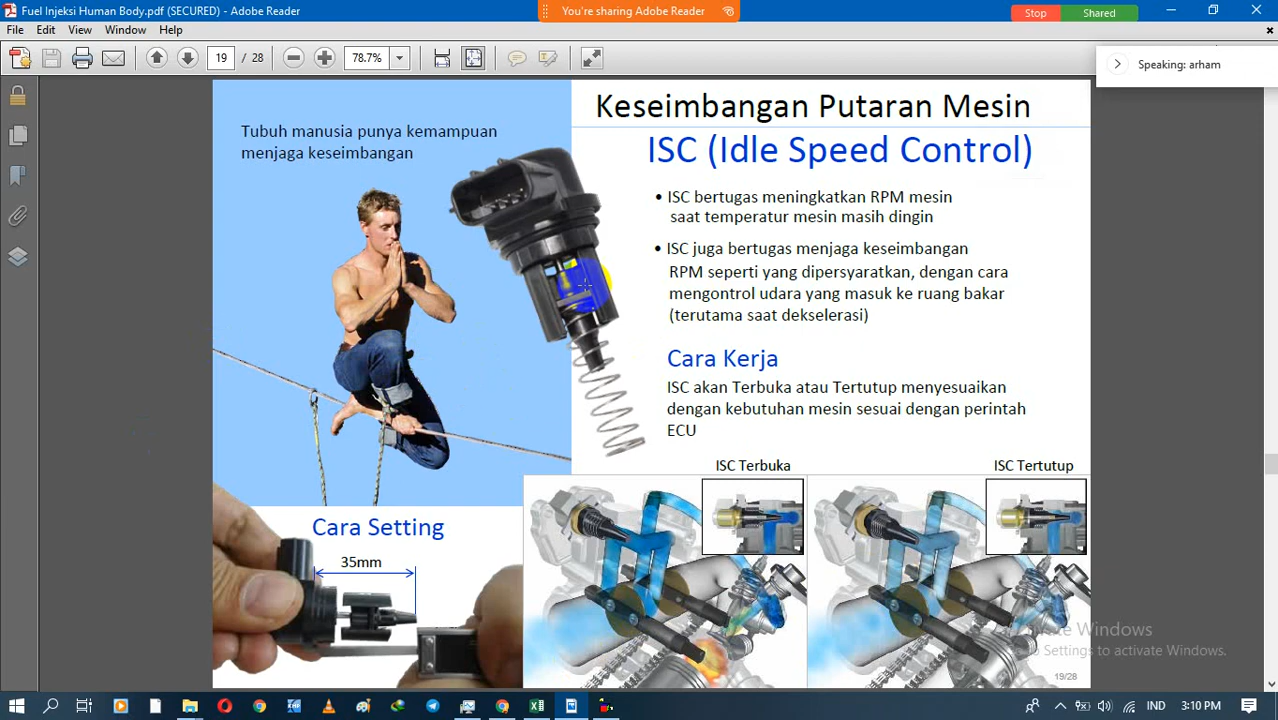 Fuel Injeksi Human Body.pdf (SECURED) - Adobe Reader
You're sharing Adobe Reader
Stop
Shared
File Edit View Window Help
19 / 28
78.7%
Speaking: arham
Tubuh manusia punya kemampuan
menjaga keseimbangan
Keseimbangan Putaran Mesin
ISC (Idle Speed Control)
• ISC bertugas meningkatkan RPM mesin
saat temperatur mesin masih dingin
• ISC juga bertugas menjaga keseimbangan
RPM seperti yang dipersyaratkan, dengan cara
mengontrol udara yang masuk ke ruang bakar
(terutama saat dekselerasi)
Cara Kerja
ISC akan Terbuka atau Tertutup menyesuaikan
dengan kebutuhan mesin sesuai dengan perintah
ECU
ISC Terbuka
ISC Tertutup
Cara Setting
35mm
Windows
Settings to activate Windows.
19/28
IND
3:10 PM